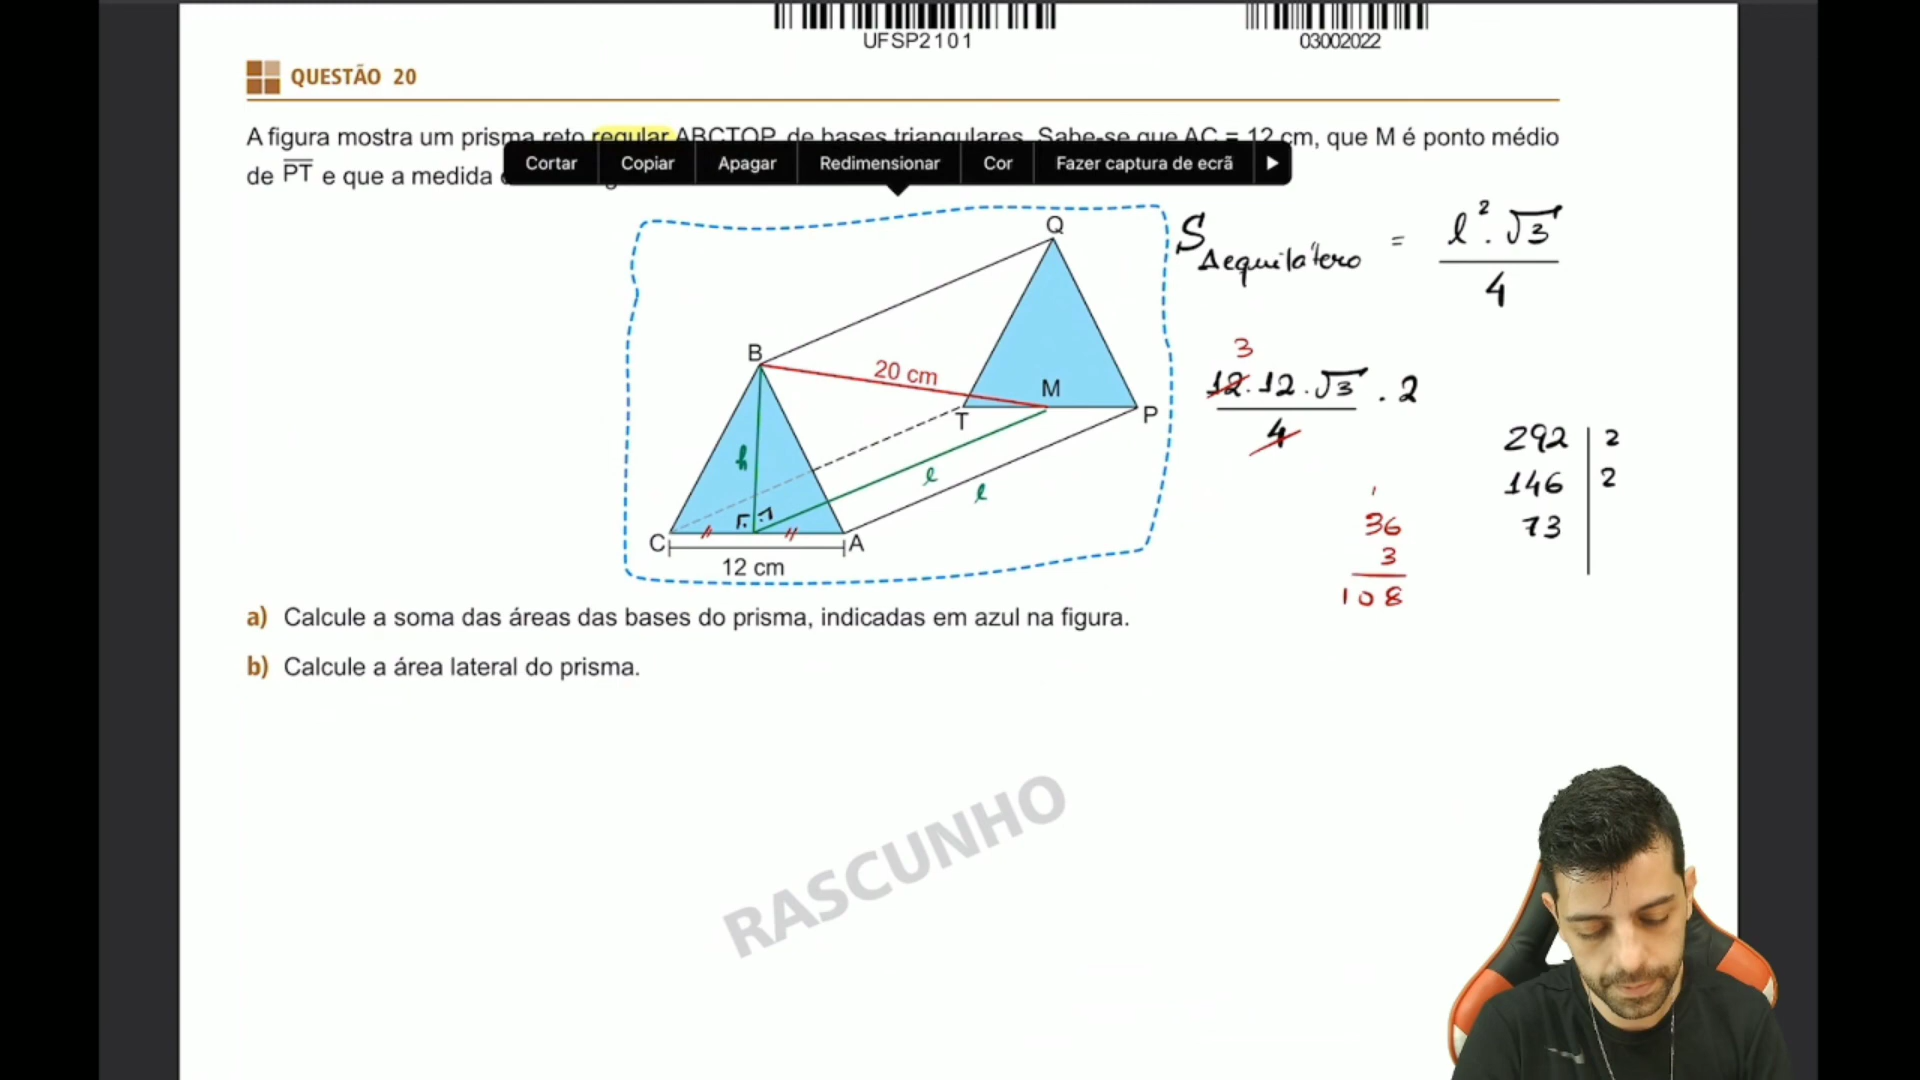 UFSP2101
03002022
QUESTÃO 20
A figura mostra um prisma reto regular ABCTQP, de bases triangulares. Sabe-se que AC = 12 cm, que M é ponto médio
Cortar Copiar Apagar Redimensionar Cor Fazer captura de ecrã ▶
de PT e que a medida
Q
B
20 cm
M
T
P
h
l
l
C
A
12 cm
S Δequilátero = l² . √3 / 4
3
12 . 12 . √3 . 2
4
292 2
146 2
73
36
3
108
a) Calcule a soma das áreas das bases do prisma, indicadas em azul na figura.
b) Calcule a área lateral do prisma.
RASCUNHO